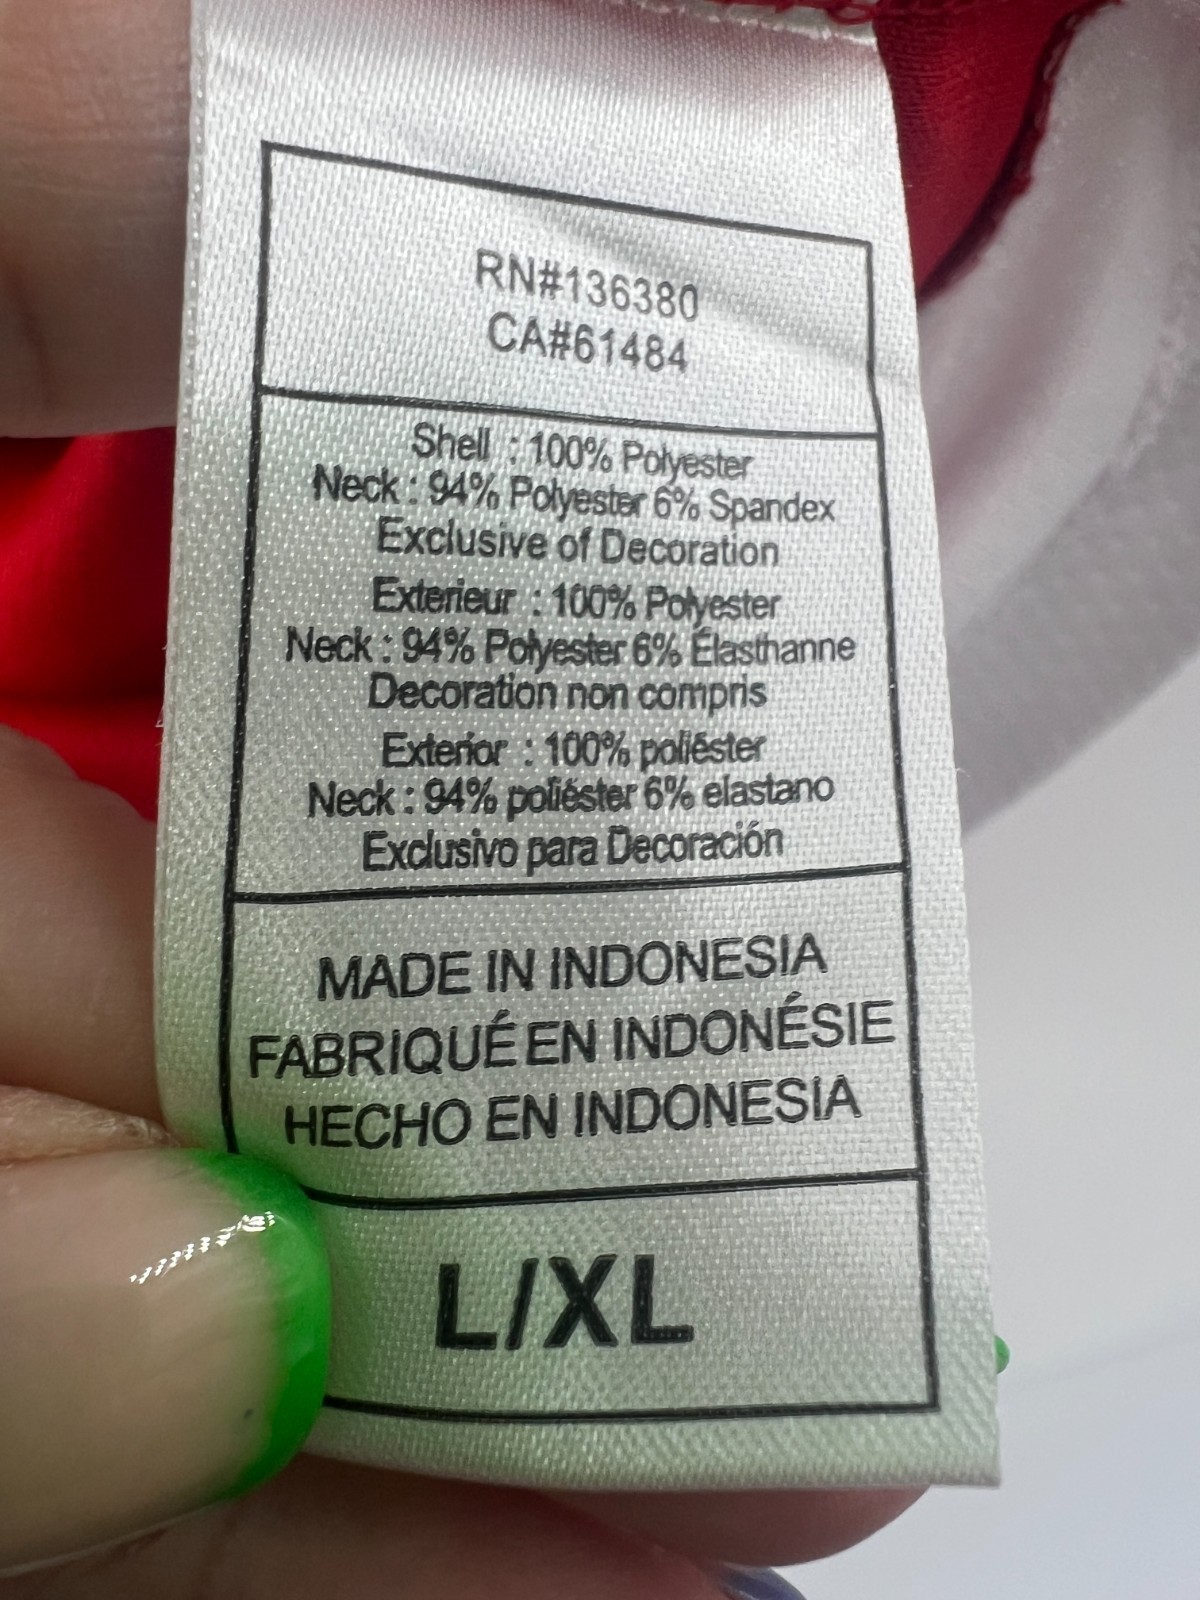 RN#136380
CA#61484
Shell : 100% Polyester
Neck : 94% Polyester 6% Spandex
Exclusive of Decoration
Exterieur : 100% Polyester
Neck : 94% Polyester 6% Élasthanne
Decoration non compris
Exterior : 100% poliéster
Neck : 94% poliéster 6% elastano
Exclusivo para Decoración
MADE IN INDONESIA
FABRIQUÉ EN INDONÉSIE
HECHO EN INDONESIA
L/XL